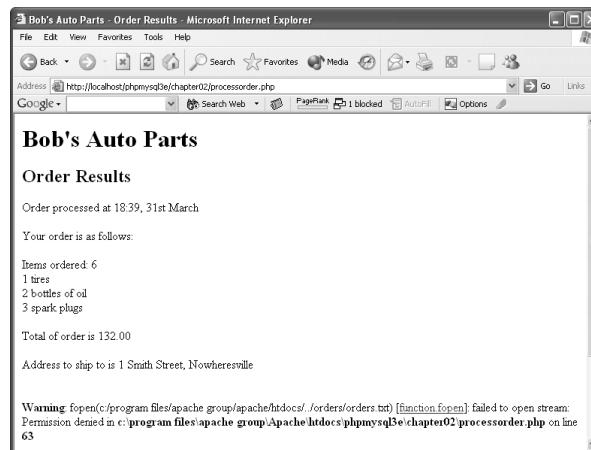 Bob's Auto Parts - Order Results - Microsoft Internet Explorer
File Edit View Favorites Tools Help
Back Search Favorites Media
Address http://localhost/phpmysql3e/chapter02/processorder.php Go Links
Google Search Web PageRank 1 blocked AutoFill Options
Bob's Auto Parts
Order Results
Order processed at 18:39, 31st March
Your order is as follows:
Items ordered: 6
1 tires
2 bottles of oil
3 spark plugs
Total of order is 132.00
Address to ship to is 1 Smith Street, Nowheresville
Warning: fopen(c:/program files/apache group/apache/htdocs/../orders/orders.txt) [function.fopen]: failed to open stream:
Permission denied in c:\program files\apache group\Apache\htdocs\phpmysql3e\chapter02\processorder.php on line
63